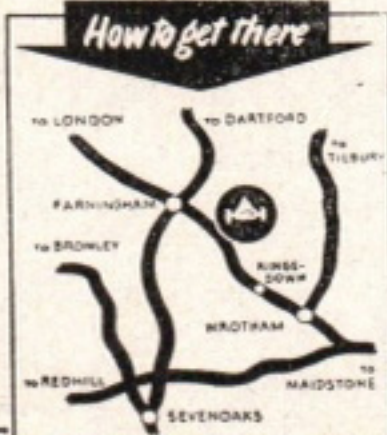 How to get there
TO LONDON
TO DARTFORD
TO
TILBURY
FARNINGHAM
TO BROMLEY
KINGS-
DOWN
WROTHAM
TO REDHILL
TO
MAIDSTONE
SEVENOAKS